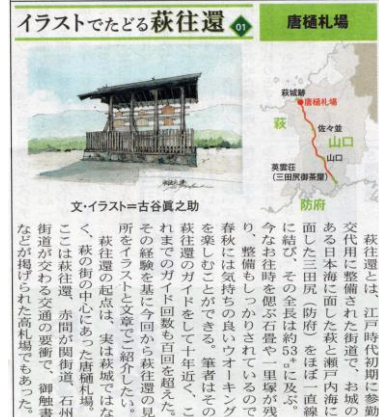 イラストでたどる萩往還 01
唐樋札場
萩城跡
唐樋札場
萩
佐々並
山口
山口
英雲荘
(三田尻御茶屋)
防府
文・イラスト=古谷眞之助
萩往還とは、江戸時代初期に参勤
交代用に整備された街道で、お城の
ある日本海に面した萩と瀬戸内海に
面した三田尻(防府)をほぼ一直線
に結び、その全長は約53㌔に及ぶ。
今なお往時を偲ぶ石畳や一里塚が残
り、整備もしっかりされているので
春秋には気持ちの良いウオーキング
を楽しむことができる。筆者はその
萩往還のガイドをして十年近く、こ
れまでのガイド回数も百回を超えた。
その経験を基に今回から萩往還の見
所をイラストと文章でご紹介したい。
萩往還の起点は、実は萩城ではな
く、萩の街の中心にあった唐樋札場。
ここは萩往還、赤間が関街道、石州
街道が交わる交通の要衝で、御触書
などが掲げられた高札場でもあった。